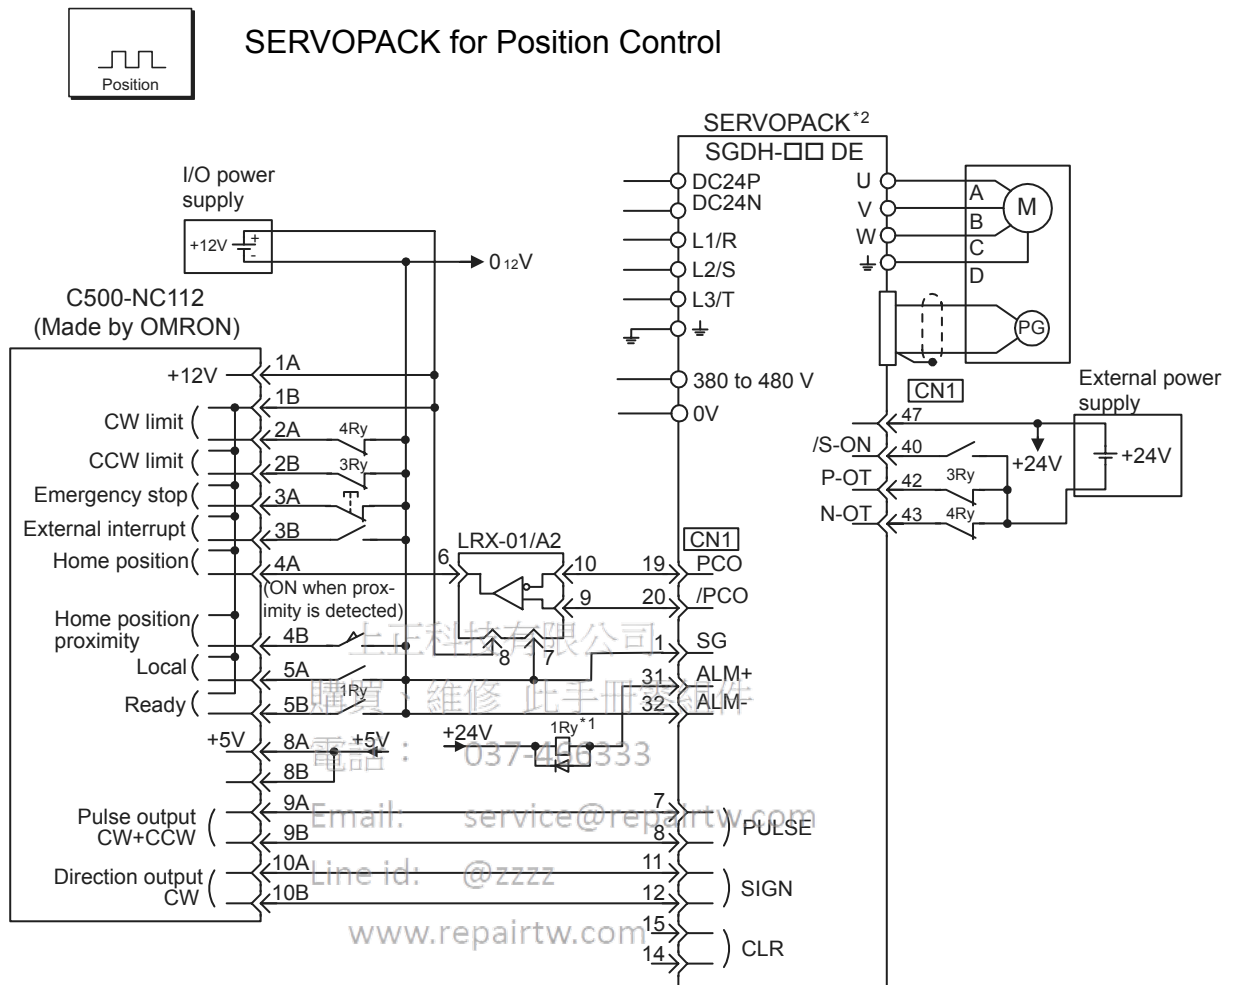 SERVOPACK for Position Control
Position
SERVOPACK*2
SGDH-□□ DE
I/O power
supply
+12V
+
-
0 12V
DC24P
DC24N
L1/R
L2/S
L3/T
380 to 480 V
0V
U
V
W
A
B
C
D
M
PG
C500-NC112
(Made by OMRON)
+12V
1A
1B
CW limit
2A
4Ry
CCW limit
2B
3Ry
Emergency stop
3A
External interrupt
3B
Home position
4A
(ON when prox-
imity is detected)
Home position
proximity
4B
Local
5A
Ready
5B
1Ry
+5V
8A
+5V
8B
Pulse output
CW+CCW
9A
9B
Direction output
CW
10A
10B
LRX-01/A2
6
10
9
8
7
+24V
1Ry*1
CN1
19
PCO
20
/PCO
1
SG
31
ALM+
32
ALM-
7
8
PULSE
11
12
SIGN
15
14
CLR
CN1
47
/S-ON
40
P-OT
42
3Ry
N-OT
43
4Ry
+24V
External power
supply
+24V
上正科技有限公司
購買、維修 此手冊零組件
電話: 037-466333
Email: service@repairtw.com
Line id: @zzzz
www.repairtw.com